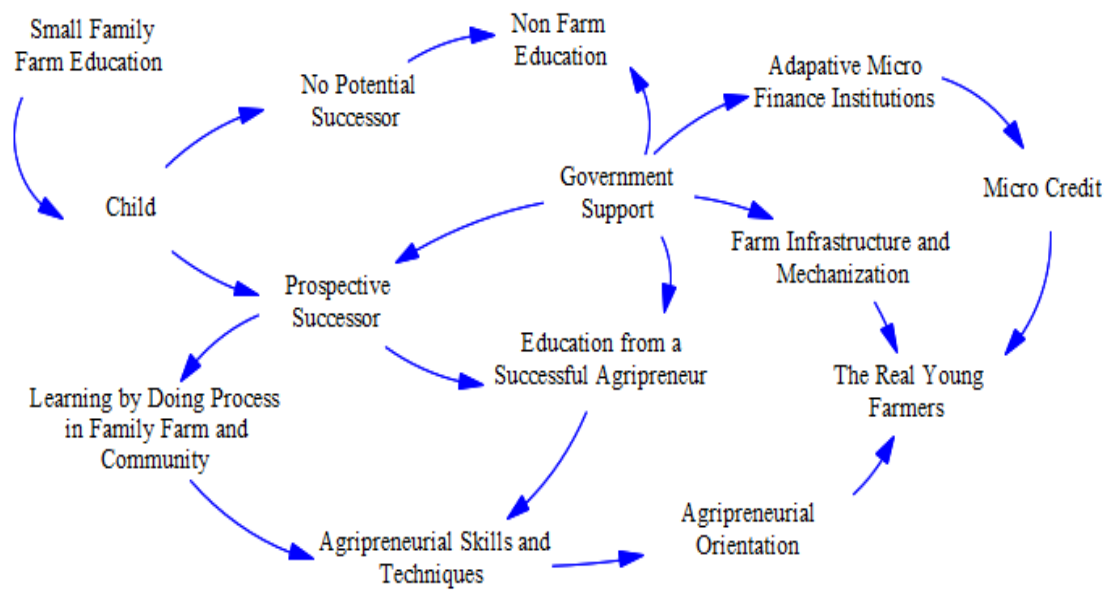 Small Family
Farm Education
Non Farm
Education
No Potential
Successor
Adapative Micro
Finance Institutions
Child
Government
Support
Micro Credit
Farm Infrastructure and
Mechanization
Prospective
Successor
Education from a
Successful Agripreneur
The Real Young
Farmers
Learning by Doing Process
in Family Farm and
Community
Agripreneurial Skills and
Techniques
Agripreneurial
Orientation